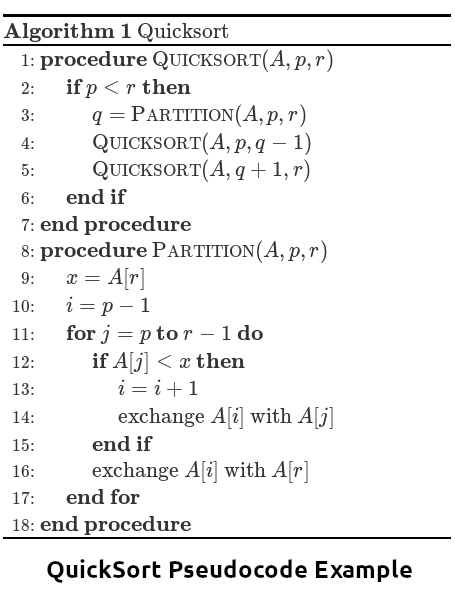 Algorithm 1 Quicksort
1: procedure QUICKSORT(A, p, r)
2: if p < r then
3: q = PARTITION(A, p, r)
4: QUICKSORT(A, p, q − 1)
5: QUICKSORT(A, q + 1, r)
6: end if
7: end procedure
8: procedure PARTITION(A, p, r)
9: x = A[r]
10: i = p − 1
11: for j = p to r − 1 do
12: if A[j] < x then
13: i = i + 1
14: exchange A[i] with A[j]
15: end if
16: exchange A[i] with A[r]
17: end for
18: end procedure
QuickSort Pseudocode Example